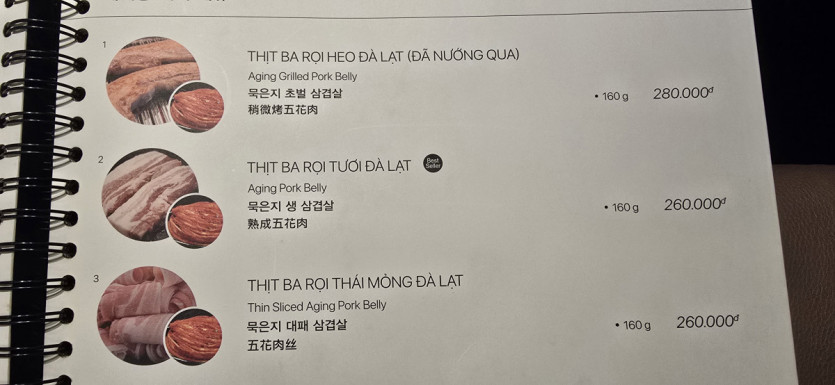 1
THỊT BA RỌI HEO ĐÀ LẠT (ĐÃ NƯỚNG QUA)
Aging Grilled Pork Belly
묵은지 초벌 삼겹살
稍微烤五花肉
• 160 g 280.000đ
2
THỊT BA RỌI TƯƠI ĐÀ LẠT
Best Seller
Aging Pork Belly
묵은지 생 삼겹살
熟成五花肉
• 160 g 260.000đ
3
THỊT BA RỌI THÁI MỎNG ĐÀ LẠT
Thin Sliced Aging Pork Belly
묵은지 대패 삼겹살
五花肉丝
• 160 g 260.000đ